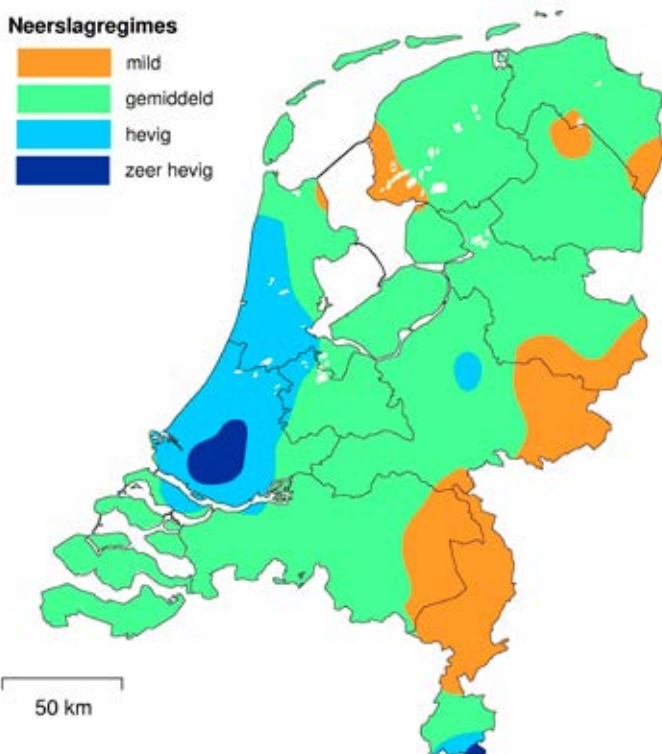 Neerslagregimes
mild
gemiddeld
hevig
zeer hevig
50 km